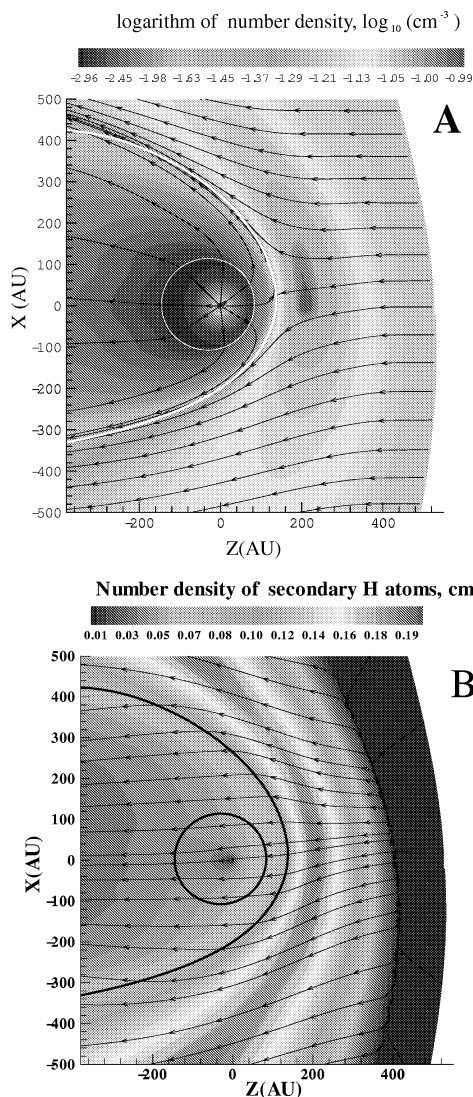 logarithm of number density, log 10 (cm -3 )
-2.96 -2.45 -1.98 -1.63 -1.45 -1.37 -1.29 -1.21 -1.13 -1.05 -1.00 -0.99
A
500
400
300
200
100
0
-100
-200
-300
-400
-500
X (AU)
-200 0 200 400
Z(AU)
Number density of secondary H atoms, cm
0.01 0.03 0.05 0.07 0.08 0.10 0.12 0.14 0.16 0.18 0.19
B
500
400
300
200
100
0
-100
-200
-300
-400
-500
X(AU)
-200 0 200 400
Z(AU)